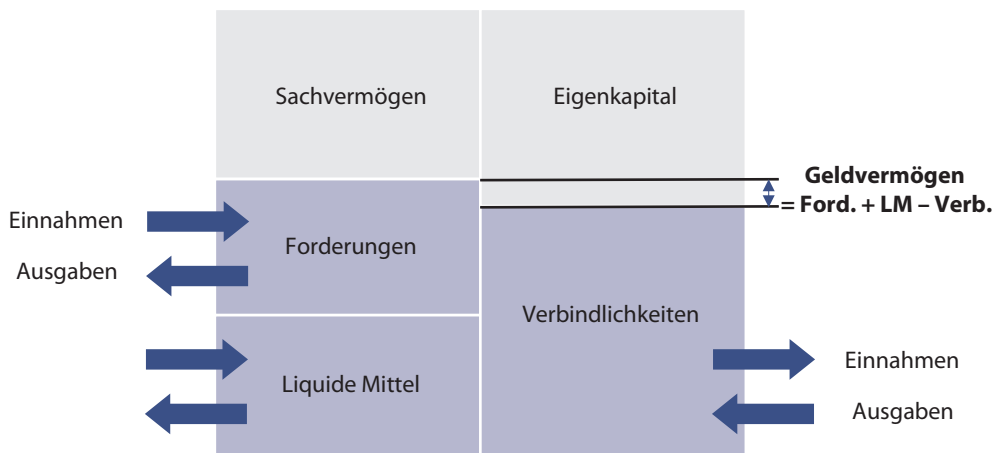 Sachvermögen
Eigenkapital
Geldvermögen
= Ford. + LM – Verb.
Einnahmen
Forderungen
Ausgaben
Verbindlichkeiten
Liquide Mittel
Einnahmen
Ausgaben